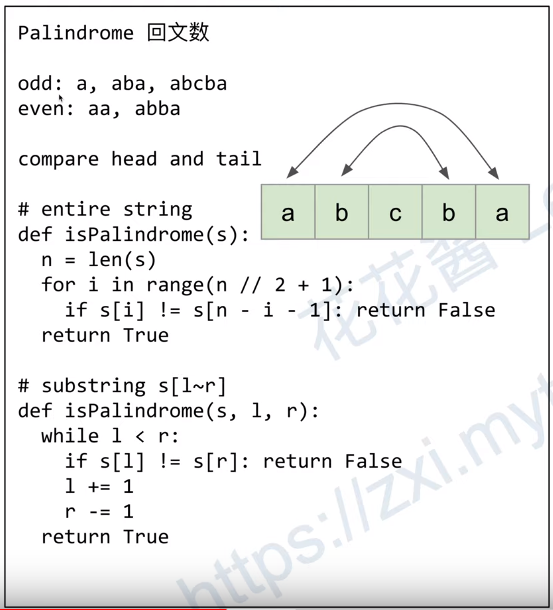 Palindrome 回文数
odd: a, aba, abcba
even: aa, abba
compare head and tail
a b c b a
# entire string
def isPalindrome(s):
  n = len(s)
  for i in range(n // 2 + 1):
    if s[i] != s[n - i - 1]: return False
  return True
# substring s[l~r]
def isPalindrome(s, l, r):
  while l < r:
    if s[l] != s[r]: return False
    l += 1
    r -= 1
  return True
花花酱 Le
https://zxi.myt